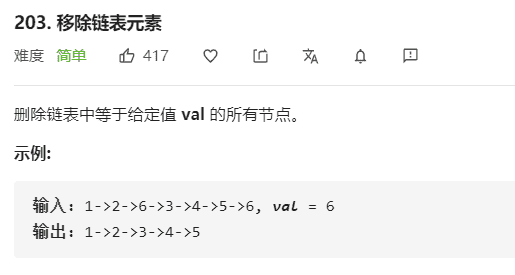 203. 移除链表元素
难度 简单 417
删除链表中等于给定值 val 的所有节点。
示例:
输入: 1->2->6->3->4->5->6, val = 6
输出: 1->2->3->4->5